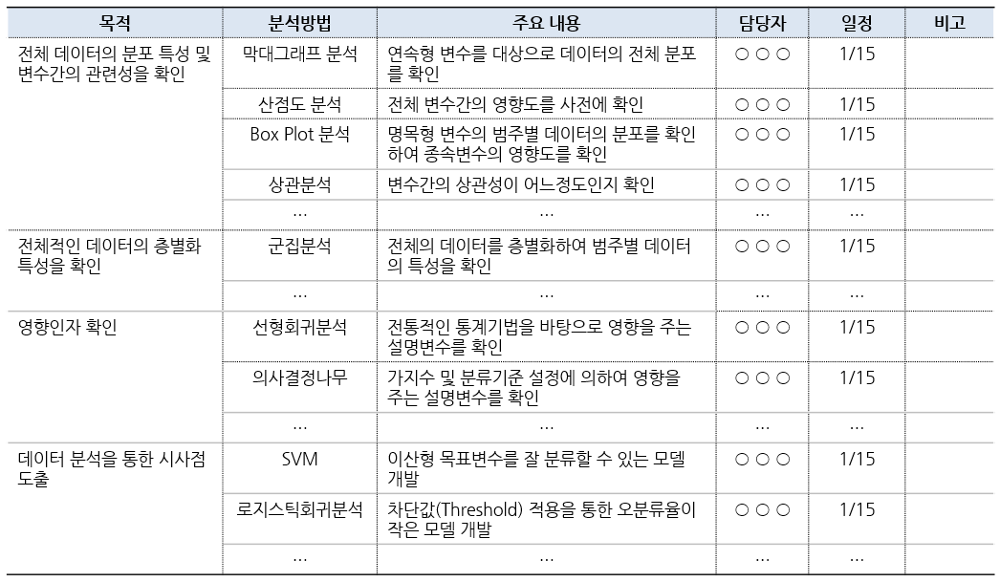 목적 분석방법 주요 내용 담당자 일정 비고
전체 데이터의 분포 특성 및
변수간의 관련성을 확인
막대그래프 분석
연속형 변수를 대상으로 데이터의 전체 분포
를 확인
○ ○ ○ 1/15
산점도 분석 전체 변수간의 영향도를 사전에 확인 ○ ○ ○ 1/15
Box Plot 분석
명목형 변수의 범주별 데이터의 분포를 확인
하여 종속변수의 영향도를 확인
○ ○ ○ 1/15
상관분석 변수간의 상관성이 어느정도인지 확인 ○ ○ ○ 1/15
... ... ... ...
전체적인 데이터의 층별화
특성을 확인
군집분석
전체의 데이터를 층별화하여 범주별 데이터
의 특성을 확인
○ ○ ○ 1/15
... ... ... ...
영향인자 확인
선형회귀분석
전통적인 통계기법을 바탕으로 영향을 주는
설명변수를 확인
○ ○ ○ 1/15
의사결정나무
가지수 및 분류기준 설정에 의하여 영향을
주는 설명변수를 확인
○ ○ ○ 1/15
... ... ... ...
데이터 분석을 통한 시사점
도출
SVM
이산형 목표변수를 잘 분류할 수 있는 모델
개발
○ ○ ○ 1/15
로지스틱회귀분석
차단값(Threshold) 적용을 통한 오분류율이
작은 모델 개발
○ ○ ○ 1/15
... ... ... ...